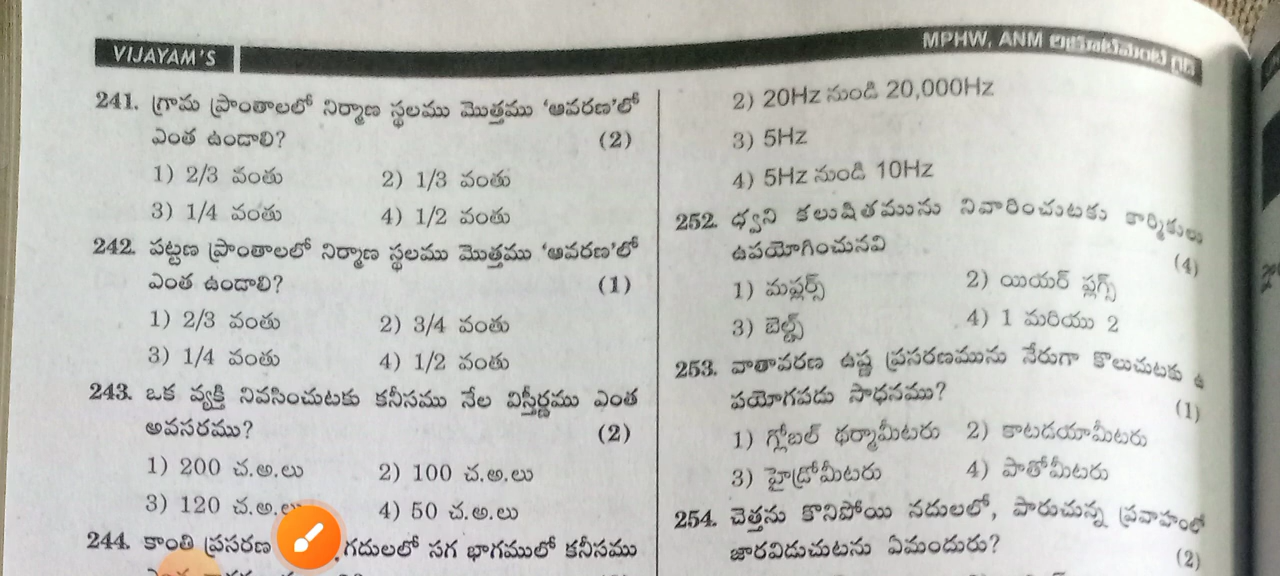 VIJAYAM'S
MPHW, ANM
241. గ్రామ ప్రాంతాలలో నిర్మాణ స్థలము మొత్తము ‘ఆవరణ’లో
ఎంత ఉండాలి? (2)
1) 2/3 వంతు 2) 1/3 వంతు
3) 1/4 వంతు 4) 1/2 వంతు
242. పట్టణ ప్రాంతాలలో నిర్మాణ స్థలము మొత్తము ‘ఆవరణ’లో
ఎంత ఉండాలి? (1)
1) 2/3 వంతు 2) 3/4 వంతు
3) 1/4 వంతు 4) 1/2 వంతు
243. ఒక వ్యక్తి నివసించుటకు కనీసము నేల విస్తీర్ణము ఎంత
అవసరము? (2)
1) 200 చ.అ.లు 2) 100 చ.అ.లు
3) 120 చ.అ.లు 4) 50 చ.అ.లు
244. కాంతి ప్రసరణ గదులలో సగ భాగములో కనీసము
2) 20Hz నుండి 20,000Hz
3) 5Hz
4) 5Hz నుండి 10Hz
252. ధ్వని కలుషితమును నివారించుటకు కార్మికులు
ఉపయోగించునవి (4)
1) మఫ్లర్స్ 2) యియర్ ప్లగ్స్
3) బెల్ట్స్ 4) 1 మరియు 2
253. వాతావరణ ఉష్ణ ప్రసరణమును నేరుగా కొలుచుటకు ఉ
పయోగపడు సాధనము? (1)
1) గ్లోబల్ థర్మామీటరు 2) కాటడయామీటరు
3) హైడ్రోమీటరు 4) పాతోమీటరు
254. చెత్తను కొనిపోయి నదులలో, పారుచున్న ప్రవాహంలో
జారవిడుచుటను ఏమందురు? (2)